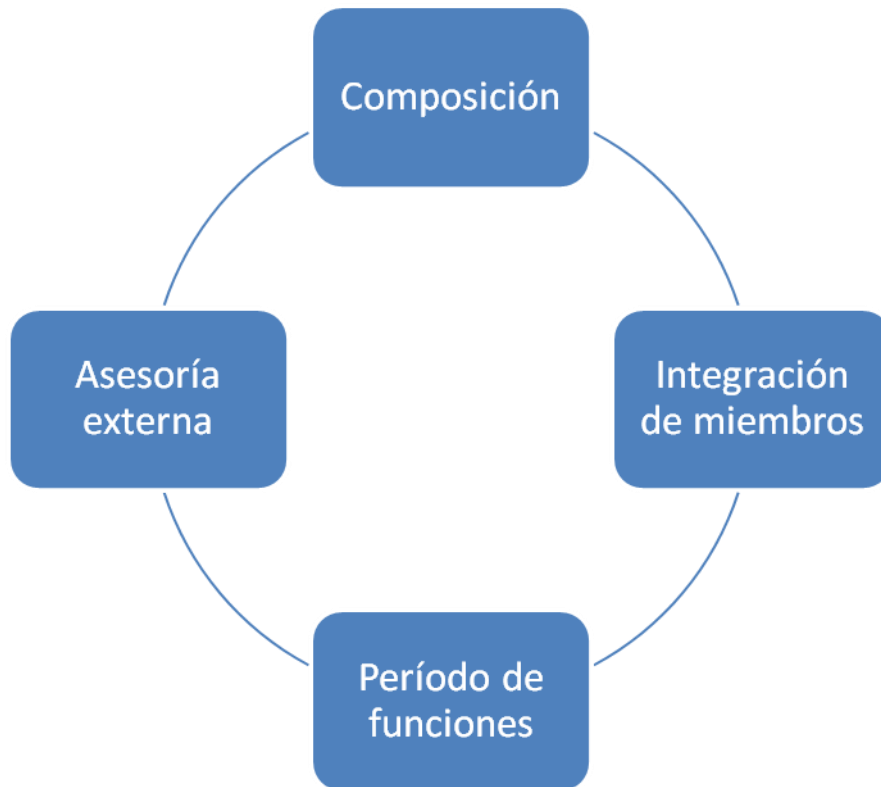 Composición
Asesoría
externa
Integración
de miembros
Período de
funciones